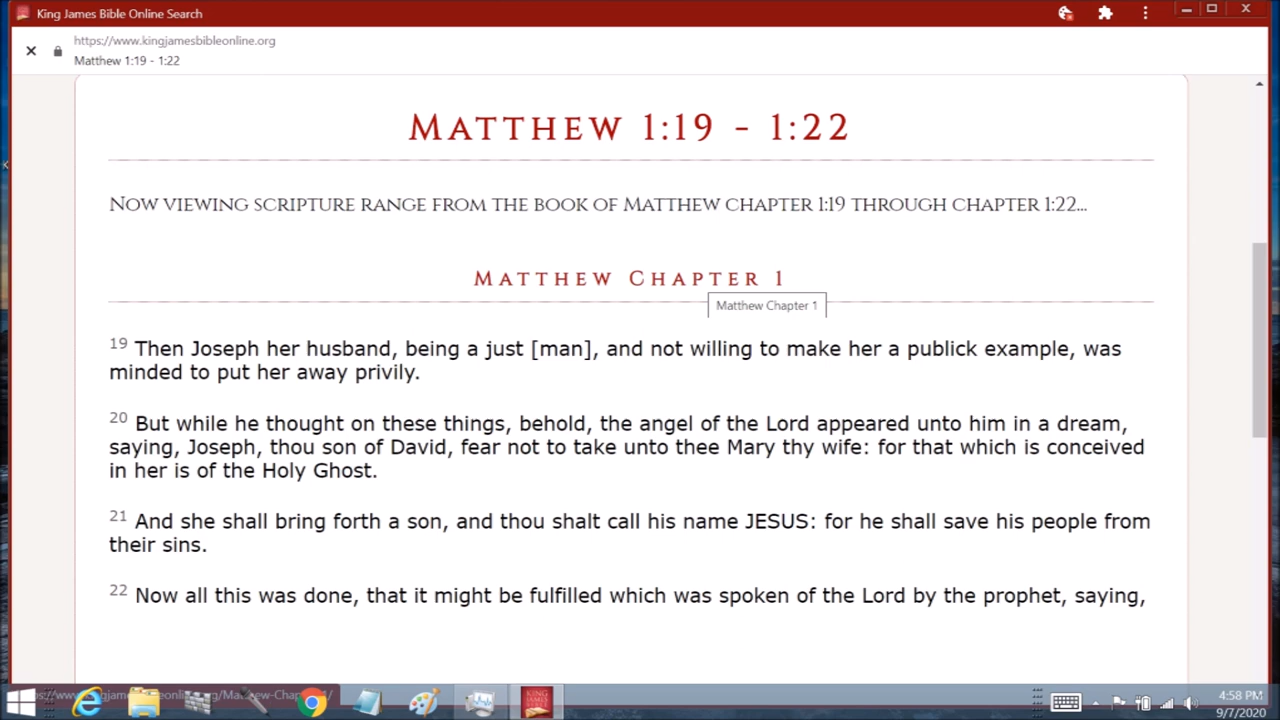 King James Bible Online Search
https://www.kingjamesbibleonline.org
Matthew 1:19 - 1:22
MATTHEW 1:19 - 1:22
NOW VIEWING SCRIPTURE RANGE FROM THE BOOK OF MATTHEW CHAPTER 1:19 THROUGH CHAPTER 1:22...
MATTHEW CHAPTER 1
Matthew Chapter 1
19 Then Joseph her husband, being a just [man], and not willing to make her a publick example, was
minded to put her away privily.
20 But while he thought on these things, behold, the angel of the Lord appeared unto him in a dream,
saying, Joseph, thou son of David, fear not to take unto thee Mary thy wife: for that which is conceived
in her is of the Holy Ghost.
21 And she shall bring forth a son, and thou shalt call his name JESUS: for he shall save his people from
their sins.
22 Now all this was done, that it might be fulfilled which was spoken of the Lord by the prophet, saying,
KING
JAMES
BIBLE
4:58 PM
9/7/2020